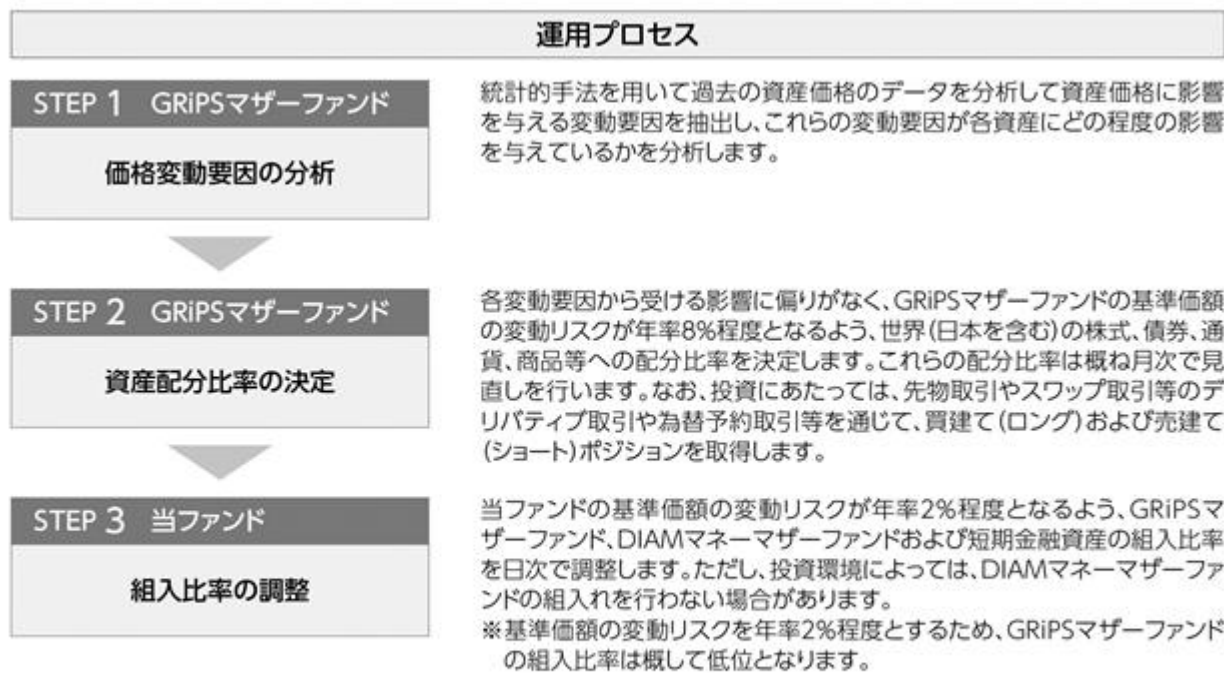 運用プロセス
STEP 1 GRiPSマザーファンド
価格変動要因の分析
統計的手法を用いて過去の資産価格のデータを分析して資産価格に影響
を与える変動要因を抽出し、これらの変動要因が各資産にどの程度の影響
を与えているかを分析します。
STEP 2 GRiPSマザーファンド
資産配分比率の決定
各変動要因から受ける影響に偏りがなく、GRiPSマザーファンドの基準価額
の変動リスクが年率8%程度となるよう、世界(日本を含む)の株式、債券、通
貨、商品等への配分比率を決定します。これらの配分比率は概ね月次で見
直しを行います。なお、投資にあたっては、先物取引やスワップ取引等のデ
リバティブ取引や為替予約取引等を通じて、買建て(ロング)および売建て
(ショート)ポジションを取得します。
STEP 3 当ファンド
組入比率の調整
当ファンドの基準価額の変動リスクが年率2%程度となるよう、GRiPSマ
ザーファンド、DIAMマネーマザーファンドおよび短期金融資産の組入比率
を日次で調整します。ただし、投資環境によっては、DIAMマネーマザーファ
ンドの組入れを行わない場合があります。
※基準価額の変動リスクを年率2%程度とするため、GRiPSマザーファンド
の組入比率は概して低位となります。